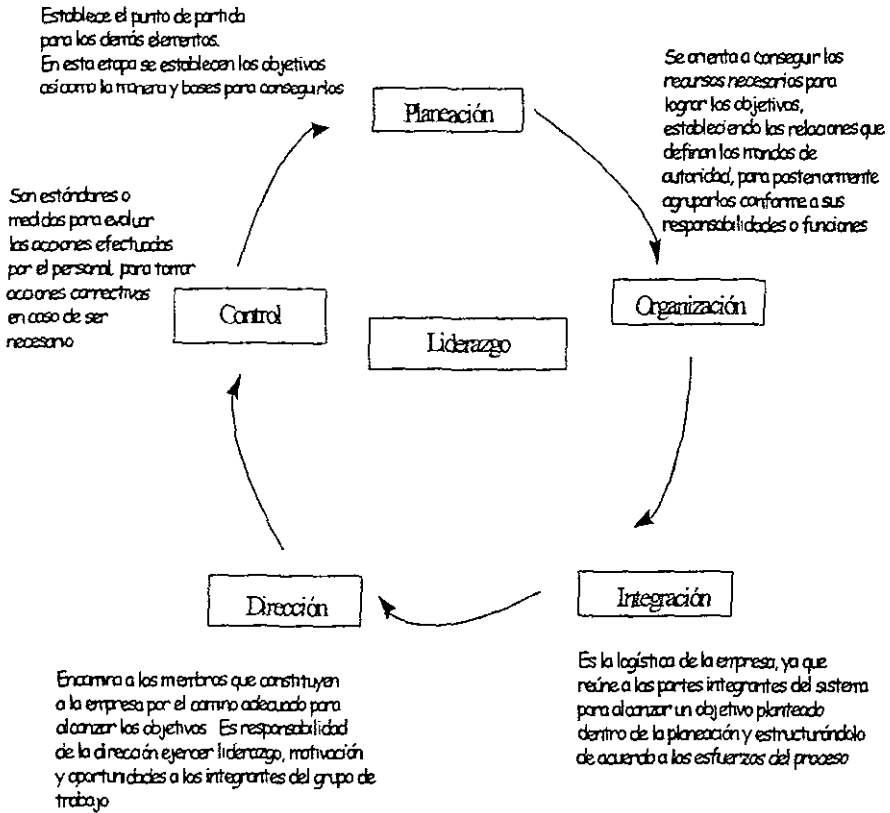 Establece el punto de partida
para los demás elementos.
En esta etapa se establecen los objetivos
así como la manera y bases para conseguirlos
Planeación
Se orienta a conseguir los
recursos necesarios para
lograr los objetivos,
estableciendo las relaciones que
definan los mandos de
autoridad, para posteriormente
agruparlos conforme a sus
responsabilidades o funciones
Organización
Son estándares o
medidas para evaluar
las acciones efectuadas
por el personal, para tomar
acciones correctivas
en caso de ser
necesario
Control
Liderazgo
Dirección
Integración
Encamina a los miembros que constituyen
a la empresa por el camino adecuado para
alcanzar los objetivos Es responsabilidad
de la dirección ejercer liderazgo, motivación
y oportunidades a los integrantes del grupo de
trabajo
Es la logística de la empresa, ya que
reúne a las partes integrantes del sistema
para alcanzar un objetivo planteado
dentro de la planeación y estructurándolo
de acuerdo a los esfuerzos del proceso